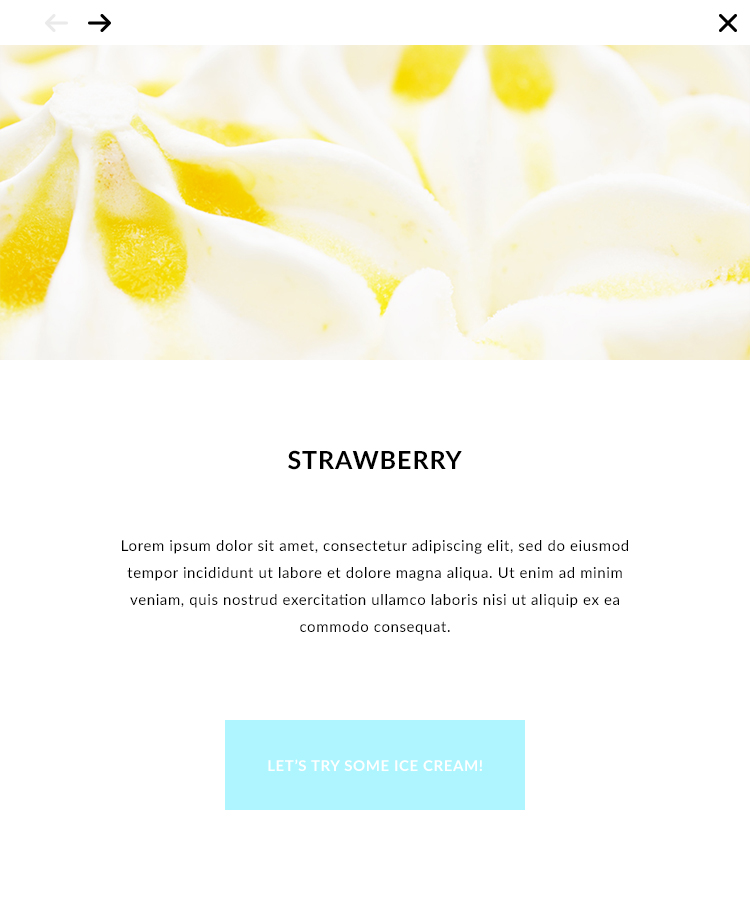 STRAWBERRY
Lorem ipsum dolor sit amet, consectetur adipiscing elit, sed do eiusmod
tempor incididunt ut labore et dolore magna aliqua. Ut enim ad minim
veniam, quis nostrud exercitation ullamco laboris nisi ut aliquip ex ea
commodo consequat.
LET'S TRY SOME ICE CREAM!